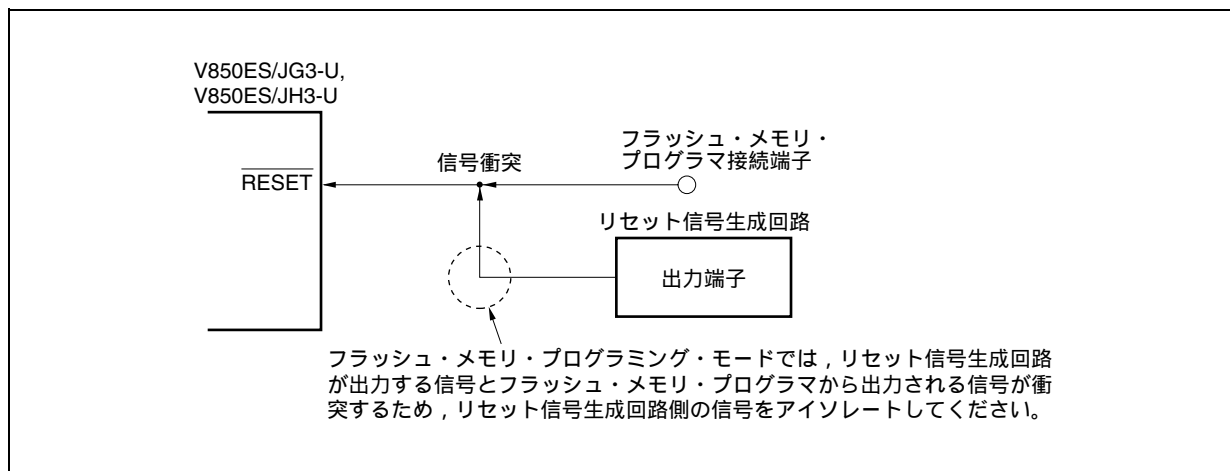 V850ES/JG3-U,
V850ES/JH3-U
フラッシュ・メモリ・
プログラマ接続端子
信号衝突
RESET
リセット信号生成回路
出力端子
フラッシュ・メモリ・プログラミング・モードでは，リセット信号生成回路
が出力する信号とフラッシュ・メモリ・プログラマから出力される信号が衝
突するため，リセット信号生成回路側の信号をアイソレートしてください。